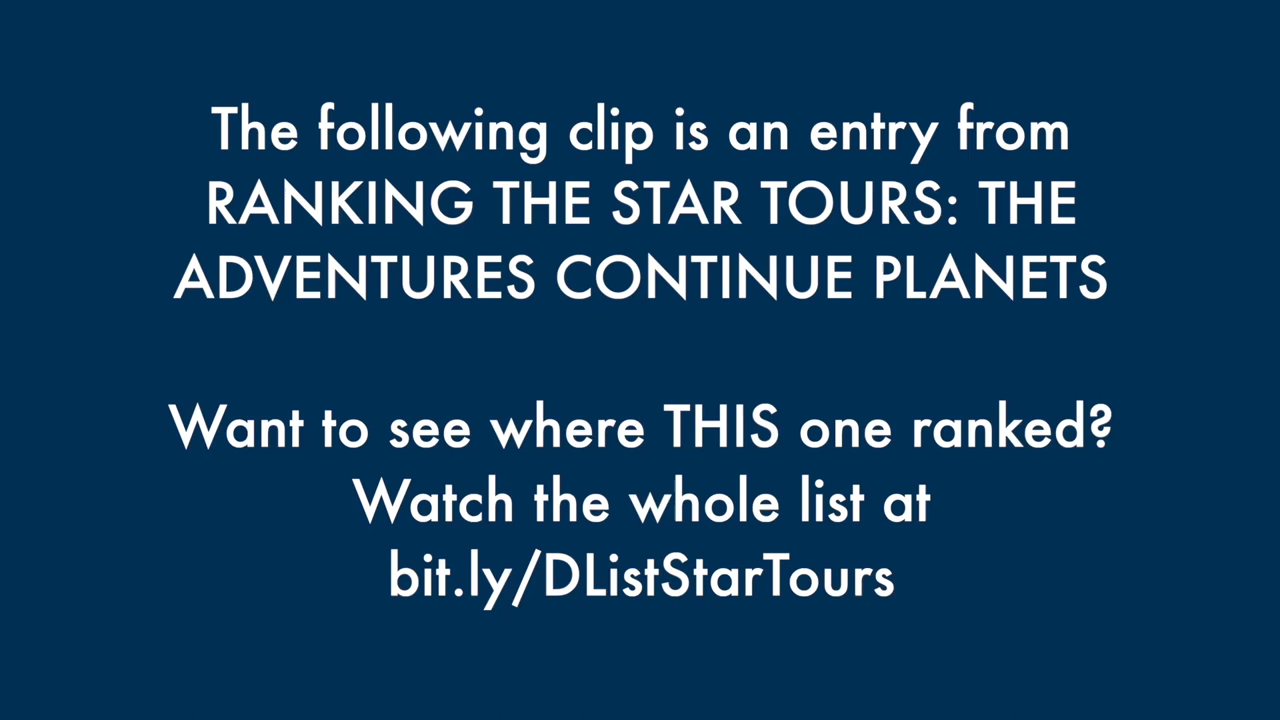 The following clip is an entry from
RANKING THE STAR TOURS: THE
ADVENTURES CONTINUE PLANETS
Want to see where THIS one ranked?
Watch the whole list at
bit.ly/DListStarTours